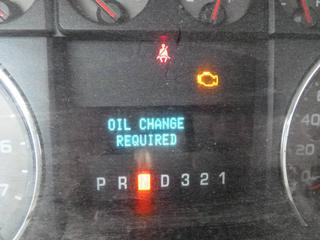 OIL CHANGE
REQUIRED
P R N D 3 2 1